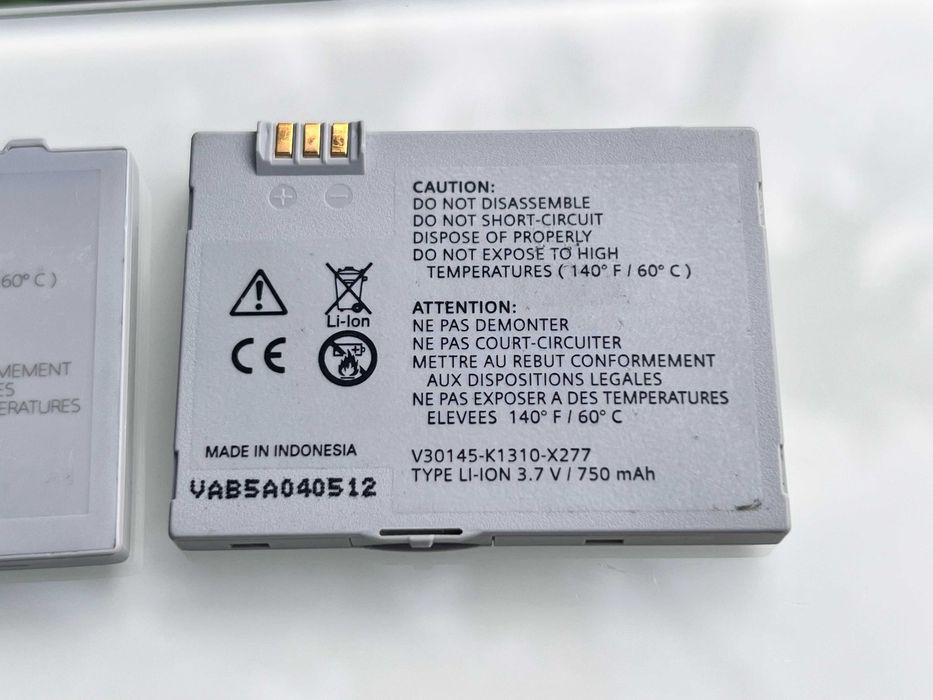 60° C )
MEMENT
ES
ERATURES
+ −
CAUTION:
DO NOT DISASSEMBLE
DO NOT SHORT-CIRCUIT
DISPOSE OF PROPERLY
DO NOT EXPOSE TO HIGH
TEMPERATURES ( 140° F / 60° C )
ATTENTION:
NE PAS DEMONTER
NE PAS COURT-CIRCUITER
METTRE AU REBUT CONFORMEMENT
AUX DISPOSITIONS LEGALES
NE PAS EXPOSER A DES TEMPERATURES
ELEVEES 140° F / 60° C
V30145-K1310-X277
TYPE LI-ION 3.7 V / 750 mAh
Li-Ion
CE
MADE IN INDONESIA
VAB5A040512